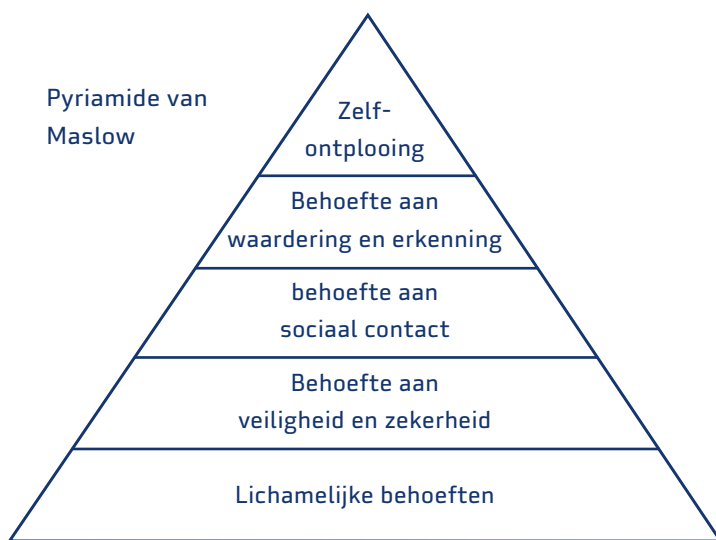 Pyriamide van
Maslow
Zelf-
ontplooing
Behoefte aan
waardering en erkenning
behoefte aan
sociaal contact
Behoefte aan
veiligheid en zekerheid
Lichamelijke behoeften